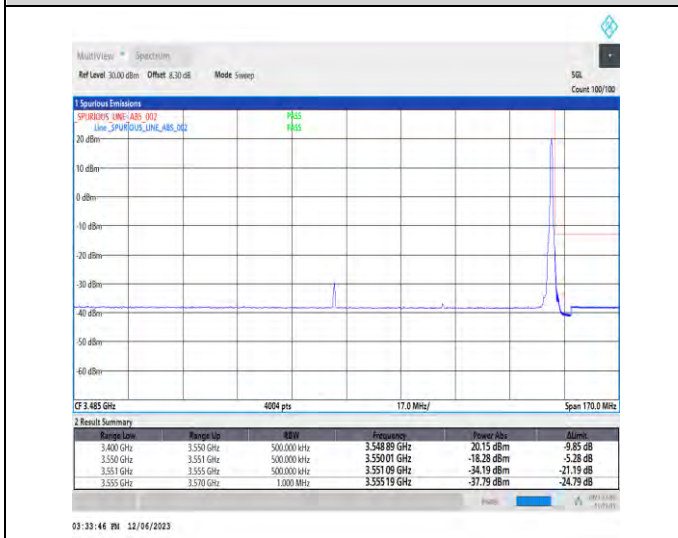 MultiView Spectrum
Ref Level 30.00 dBm Offset 8.30 dB Mode Sweep SGL
Count 100/100
1 Spurious Emissions
_SPURIOUS_LINE_ABS_002 PASS
Line _SPURIOUS_LINE_ABS_002 PASS
20 dBm
10 dBm
0 dBm
-10 dBm
-20 dBm
-30 dBm
-40 dBm
-50 dBm
-60 dBm
CF 3.485 GHz 4004 pts 17.0 MHz/ Span 170.0 MHz
2 Result Summary
Range Low Range Up RBW Frequency Power Abs ΔLimit
3.400 GHz 3.550 GHz 500.000 kHz 3.548 89 GHz 20.15 dBm -9.85 dB
3.550 GHz 3.551 GHz 500.000 kHz 3.550 01 GHz -18.28 dBm -5.28 dB
3.551 GHz 3.555 GHz 500.000 kHz 3.551 09 GHz -34.19 dBm -21.19 dB
3.555 GHz 3.570 GHz 1.000 MHz 3.555 19 GHz -37.79 dBm -24.79 dB
03:33:46 PM 12/06/2023